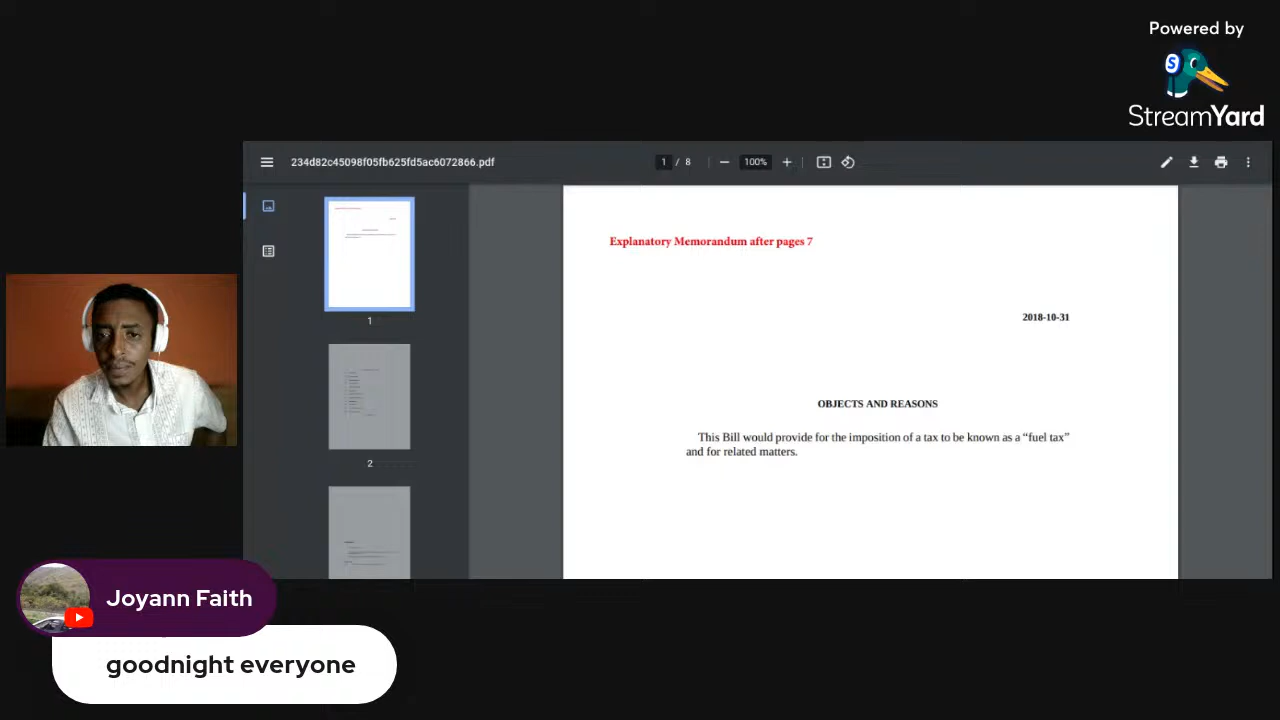 Powered by
StreamYard
234d82c45098f05fb625fd5ac6072866.pdf
1 / 8
100%
Explanatory Memorandum after pages 7
2018-10-31
OBJECTS AND REASONS
This Bill would provide for the imposition of a tax to be known as a “fuel tax”
and for related matters.
1
2
Joyann Faith
goodnight everyone